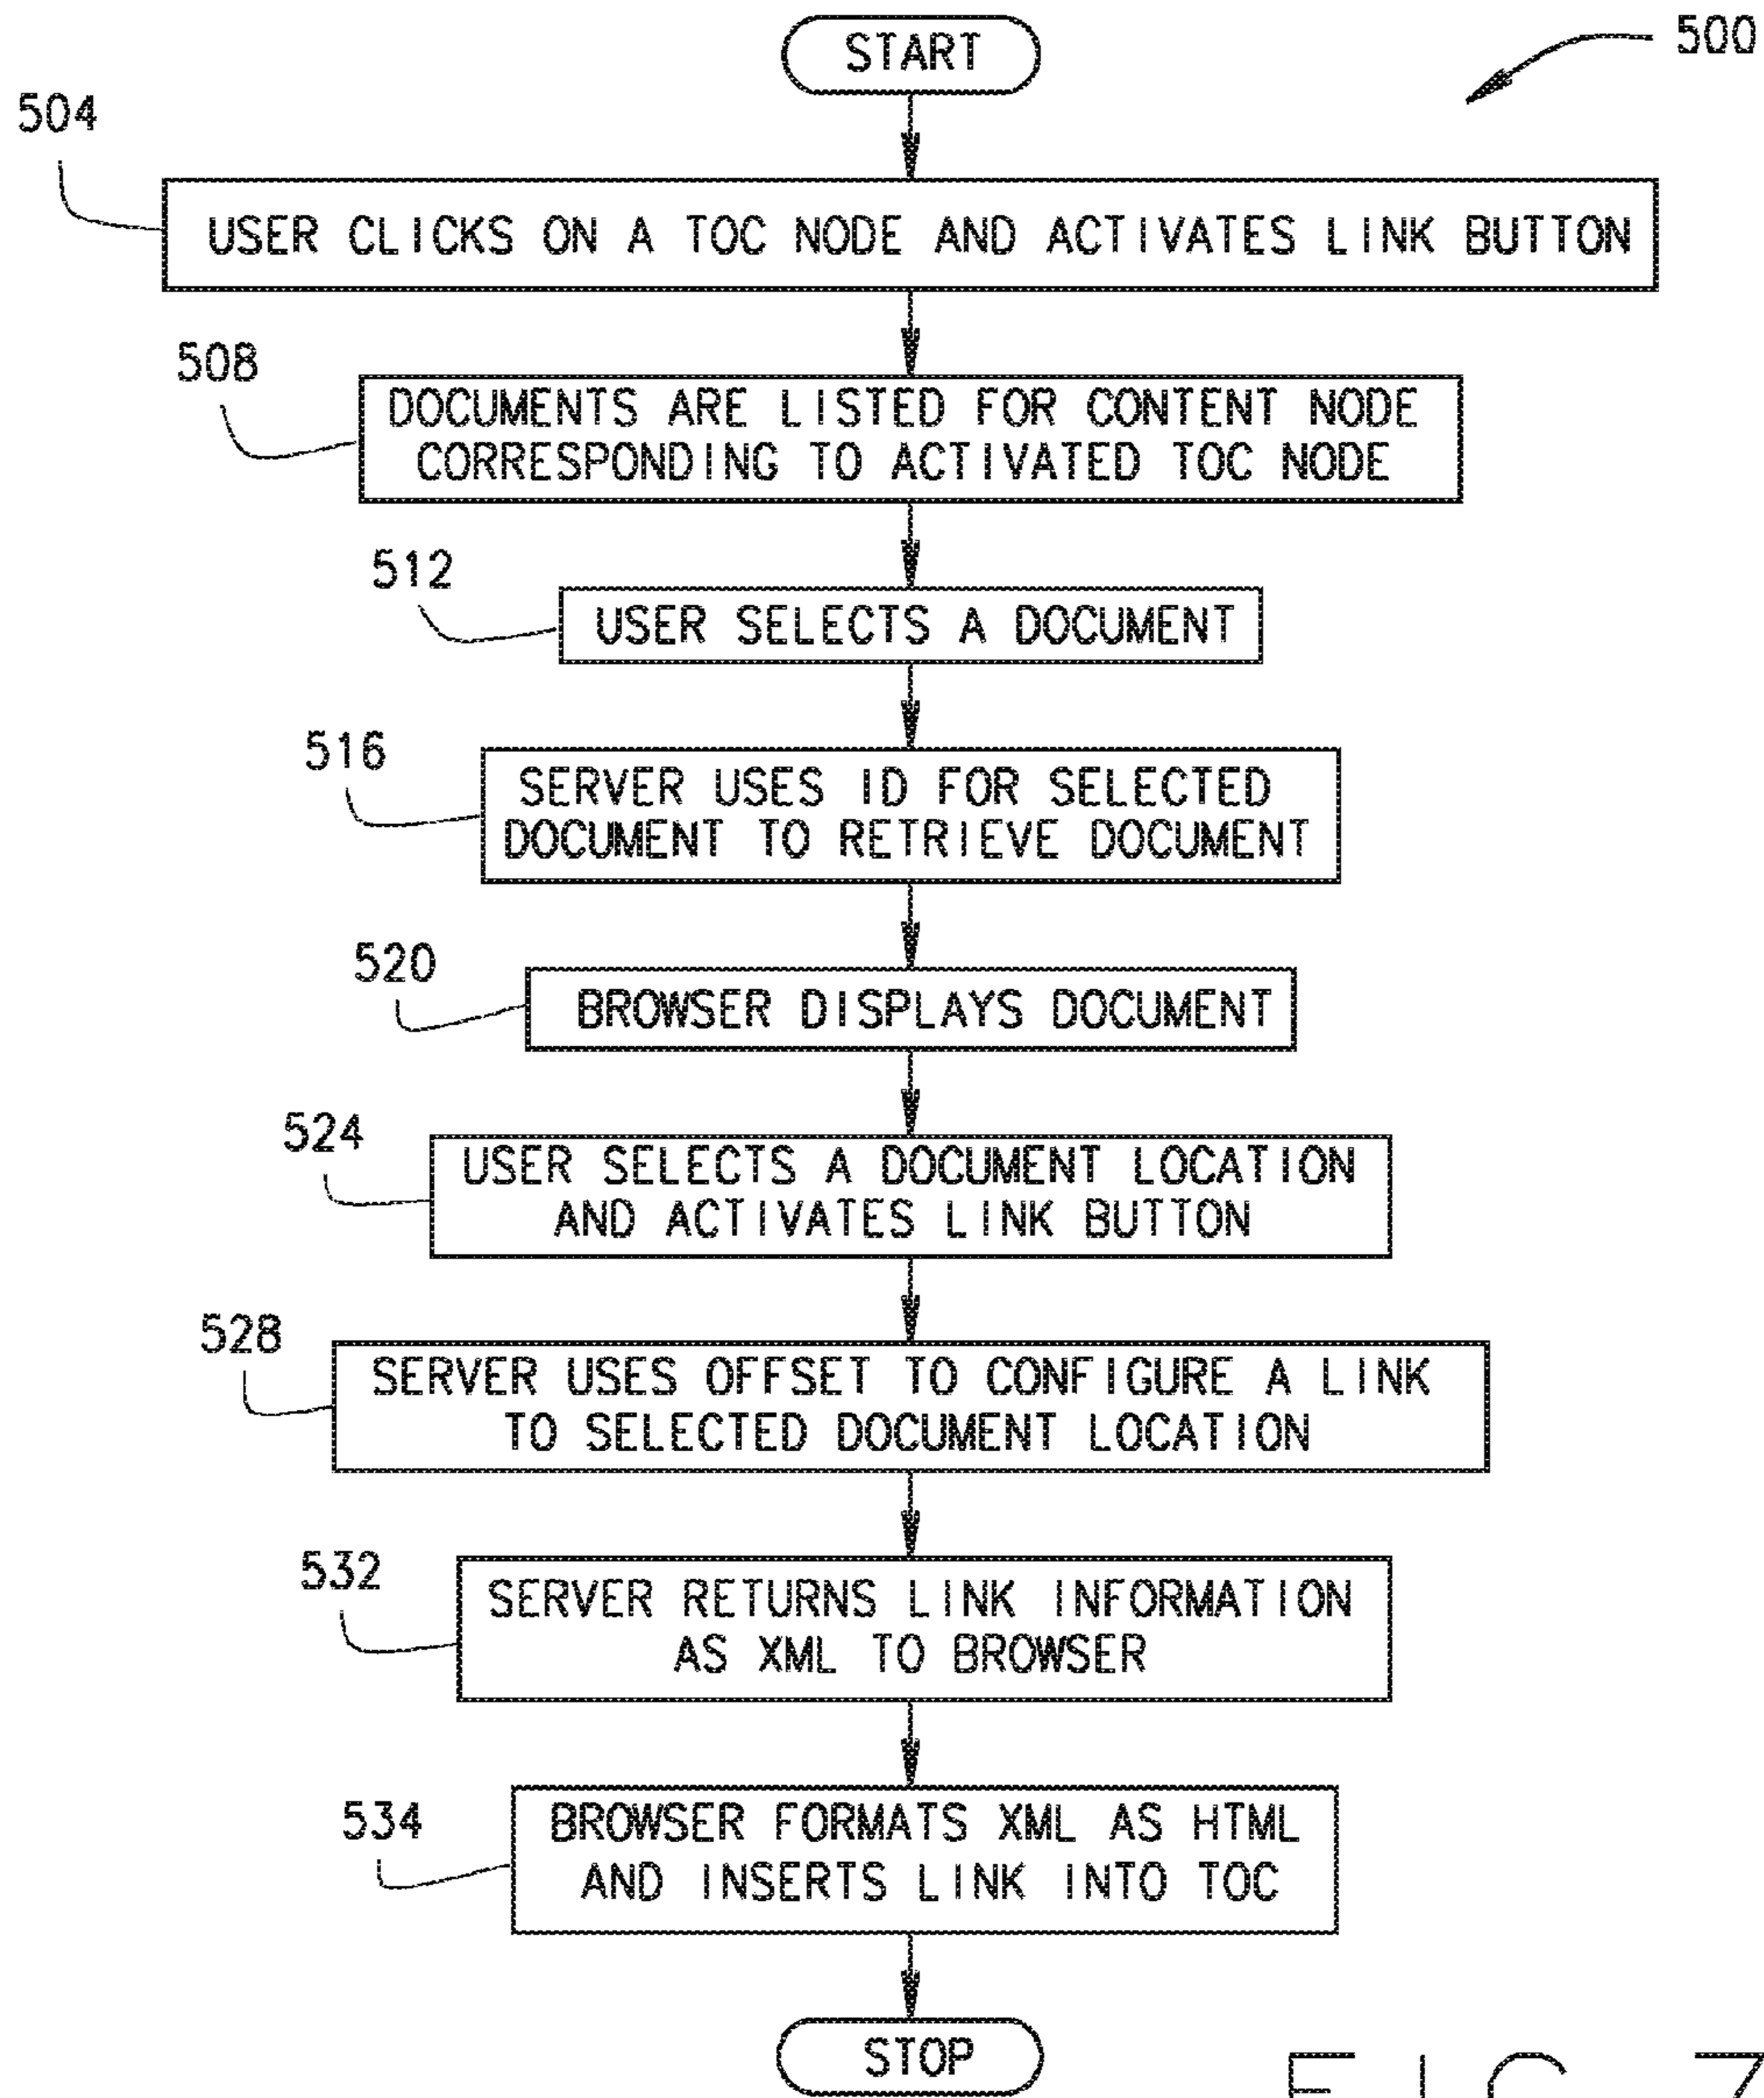 START
500
504
USER CLICKS ON A TOC NODE AND ACTIVATES LINK BUTTON
508
DOCUMENTS ARE LISTED FOR CONTENT NODE
CORRESPONDING TO ACTIVATED TOC NODE
512
USER SELECTS A DOCUMENT
516
SERVER USES ID FOR SELECTED
DOCUMENT TO RETRIEVE DOCUMENT
520
BROWSER DISPLAYS DOCUMENT
524
USER SELECTS A DOCUMENT LOCATION
AND ACTIVATES LINK BUTTON
528
SERVER USES OFFSET TO CONFIGURE A LINK
TO SELECTED DOCUMENT LOCATION
532
SERVER RETURNS LINK INFORMATION
AS XML TO BROWSER
534
BROWSER FORMATS XML AS HTML
AND INSERTS LINK INTO TOC
STOP
FIG. 7